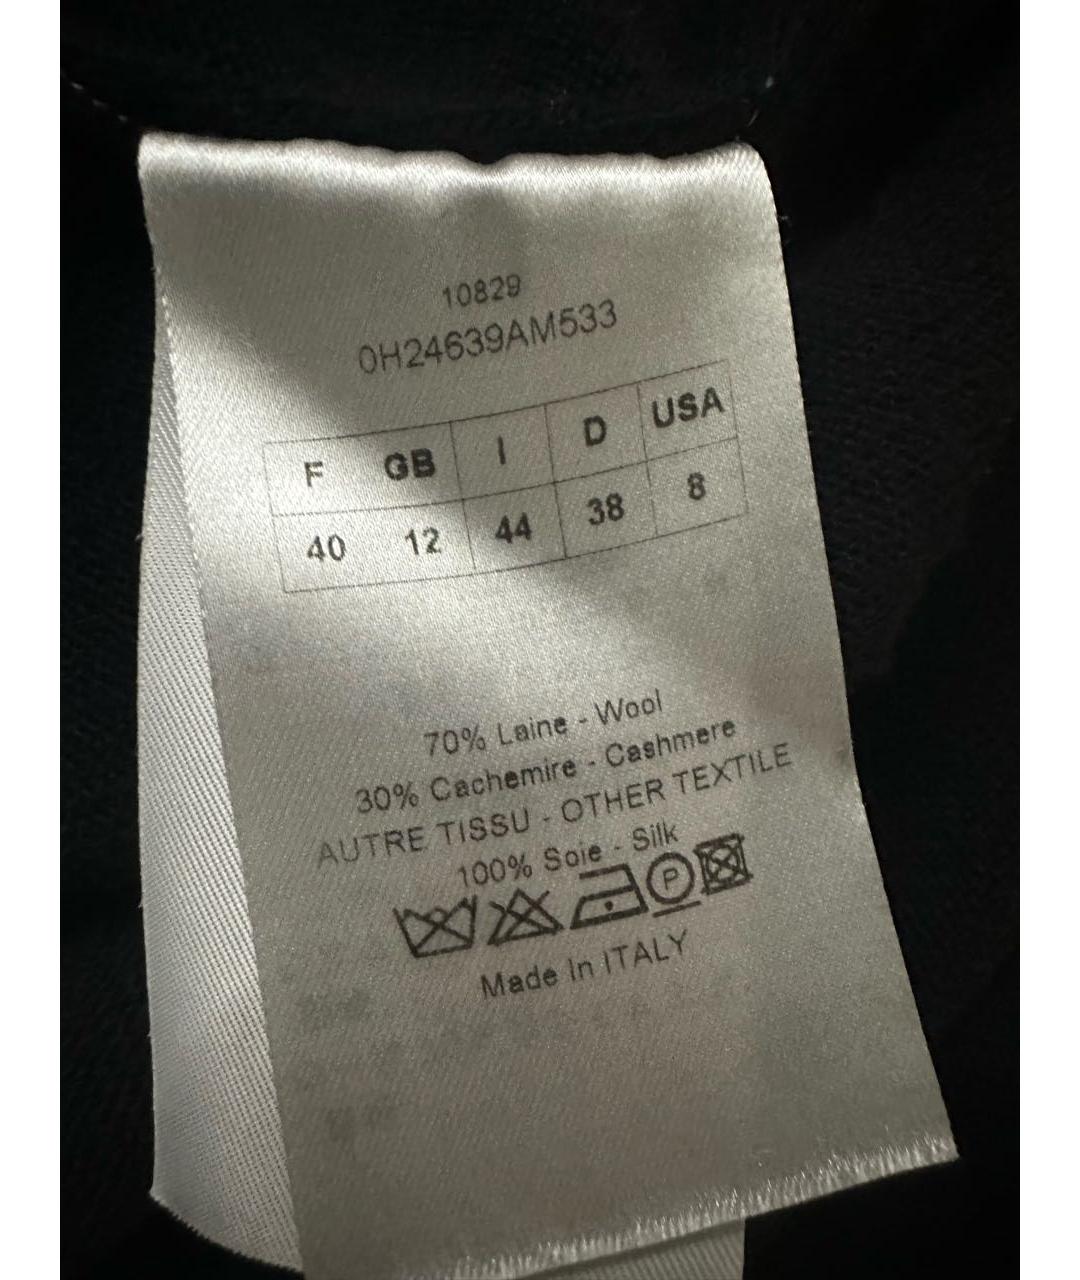 10829
0H24639AM533
F GB I D USA
40 12 44 38 8
70% Laine - Wool
30% Cachemire - Cashmere
AUTRE TISSU - OTHER TEXTILE
100% Soie - Silk
P
Made In ITALY